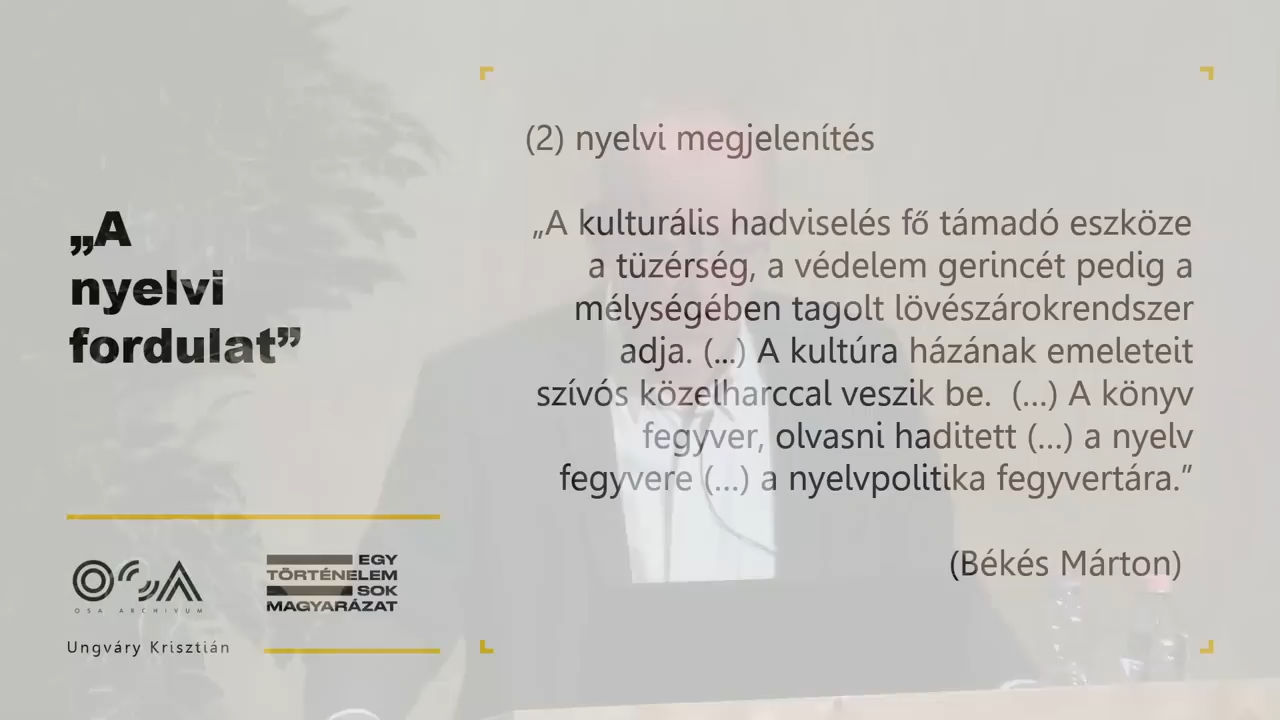 „A
nyelvi
fordulat”
OSA
OSA ARCHIVUM
EGY
TÖRTÉNELEM
SOK
MAGYARÁZAT
Ungváry Krisztián
(2) nyelvi megjelenítés
„A kulturális hadviselés fő támadó eszköze
a tüzérség, a védelem gerincét pedig a
mélységében tagolt lövészárokrendszer
adja. (...) A kultúra házának emeleteit
szívós közelharccal veszik be. (...) A könyv
fegyver, olvasni haditett (...) a nyelv
fegyvere (...) a nyelvpolitika fegyvertára.”
(Békés Márton)